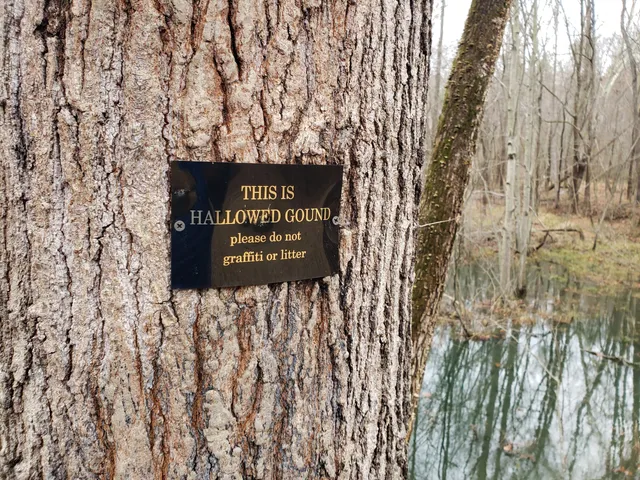 THIS IS
HALLOWED GOUND
please do not
graffiti or litter